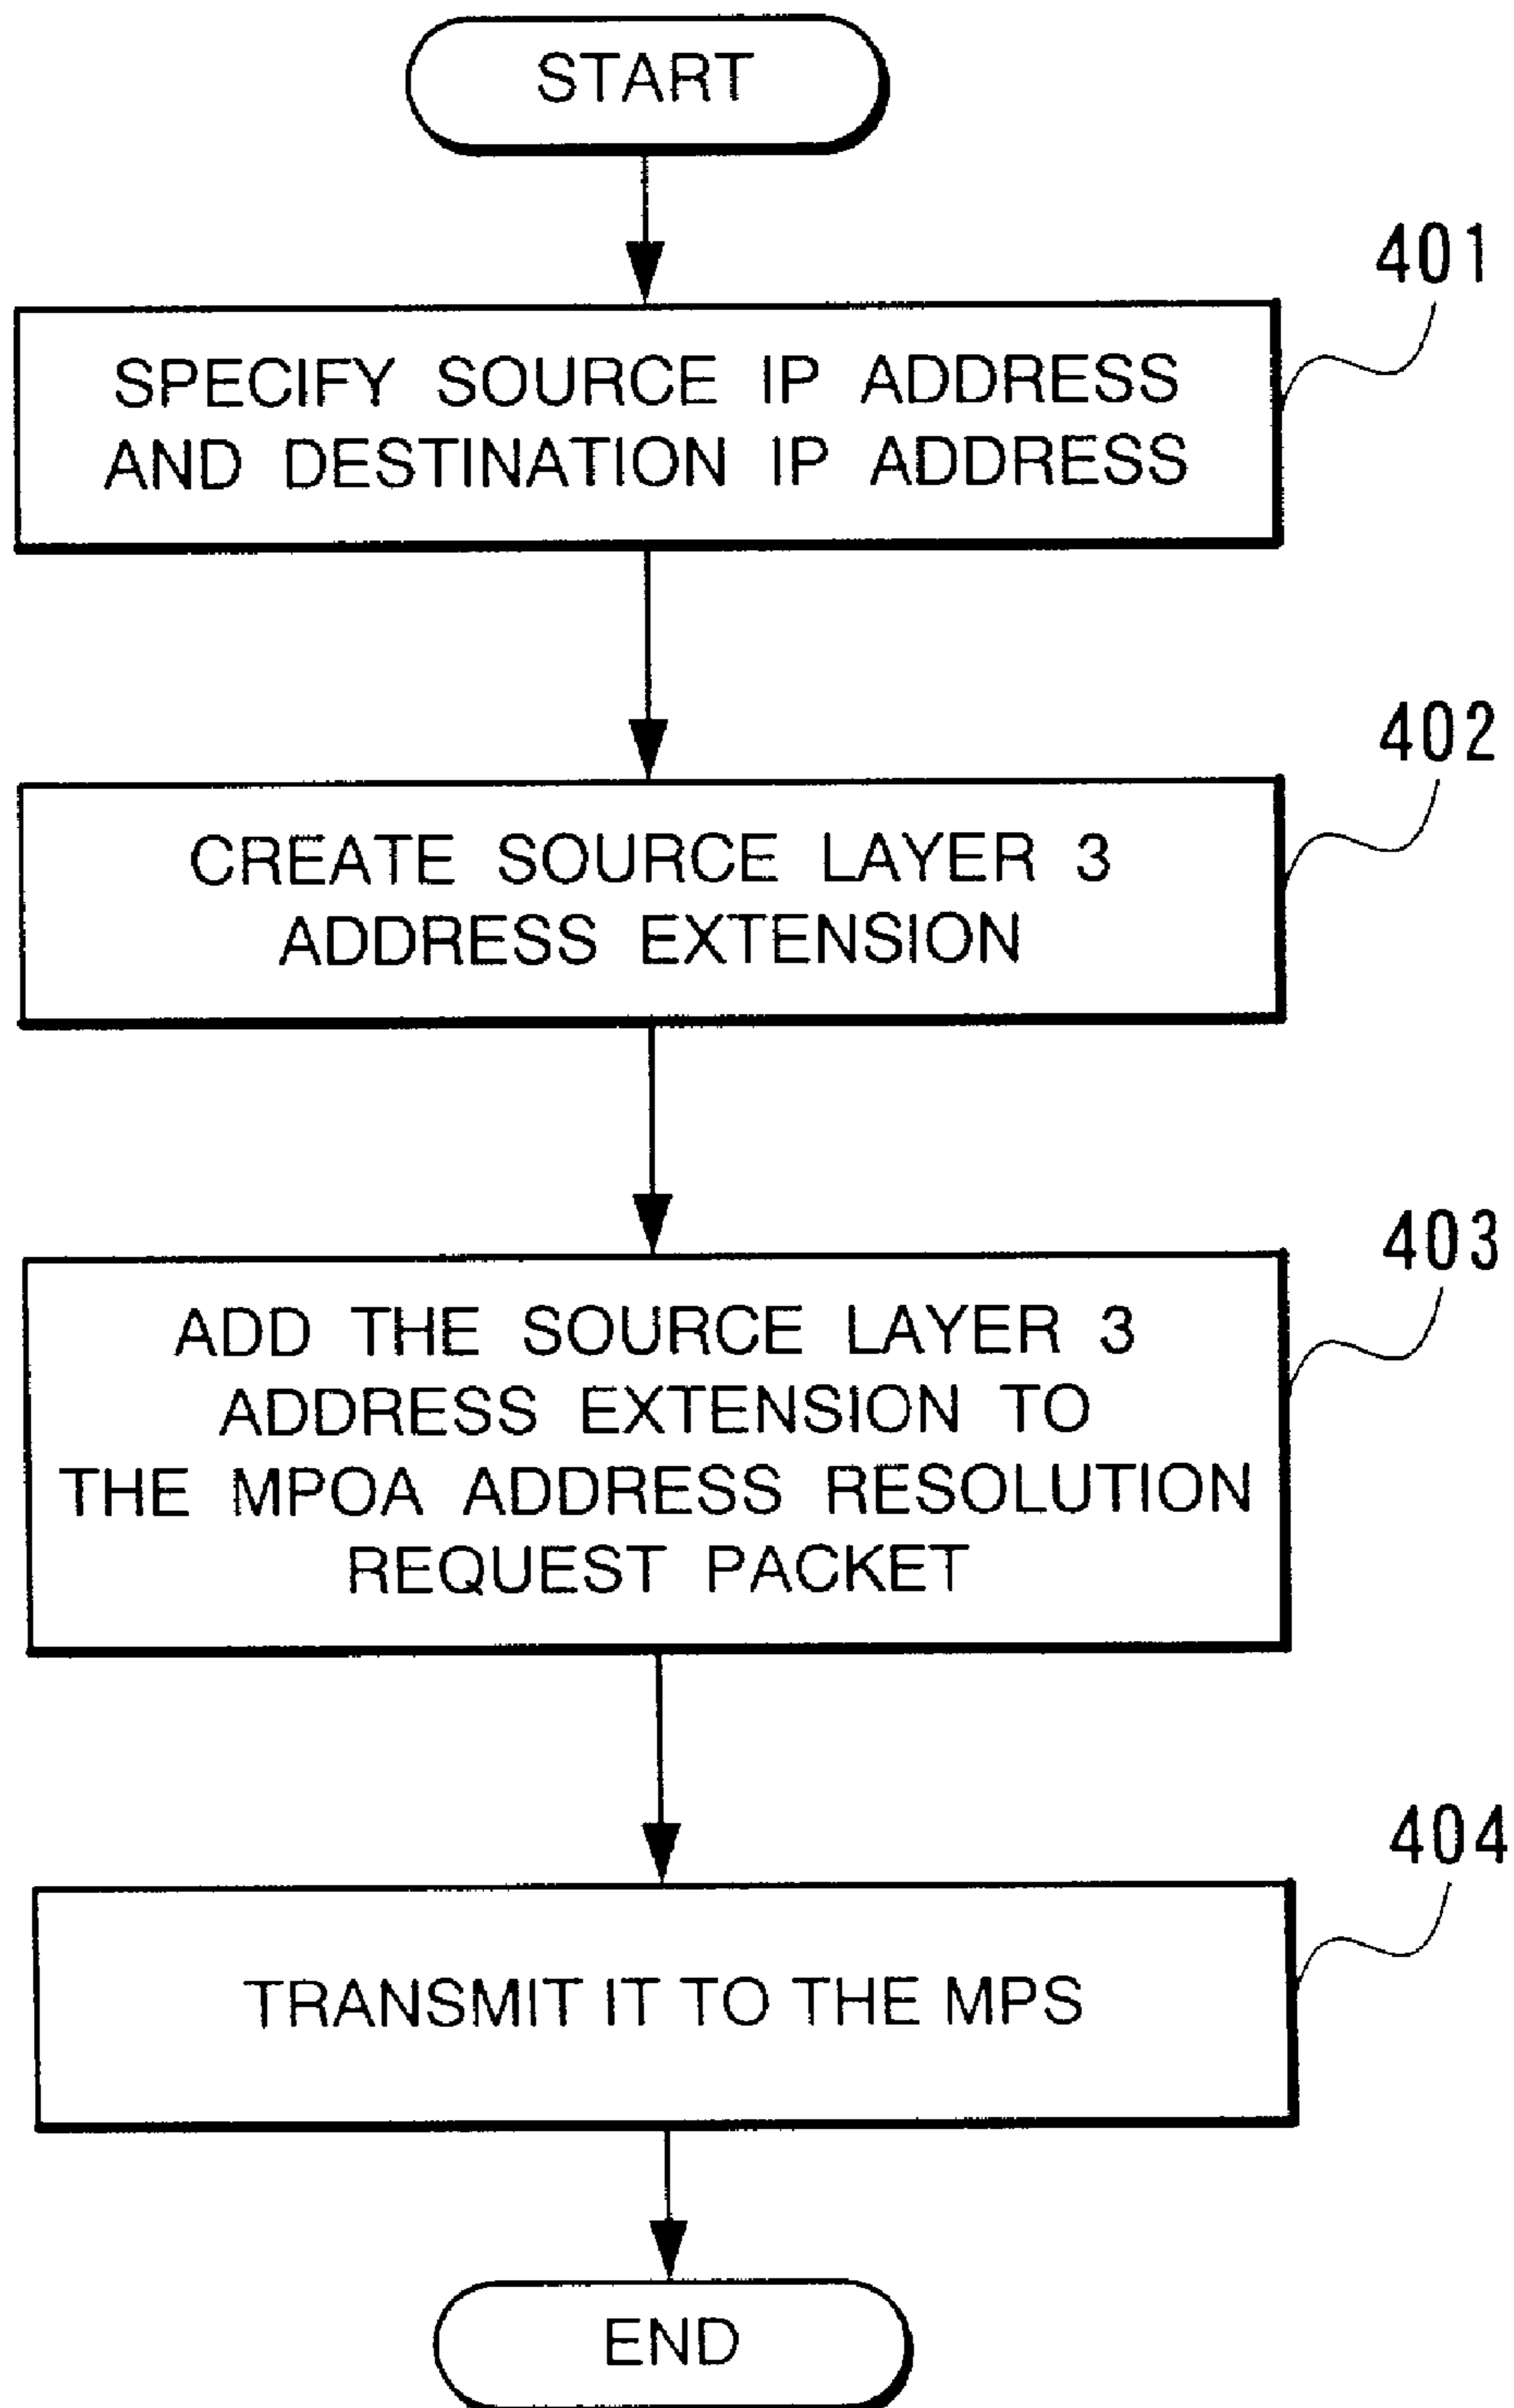 START
401
SPECIFY SOURCE IP ADDRESS
AND DESTINATION IP ADDRESS
402
CREATE SOURCE LAYER 3
ADDRESS EXTENSION
403
ADD THE SOURCE LAYER 3
ADDRESS EXTENSION TO
THE MPOA ADDRESS RESOLUTION
REQUEST PACKET
404
TRANSMIT IT TO THE MPS
END